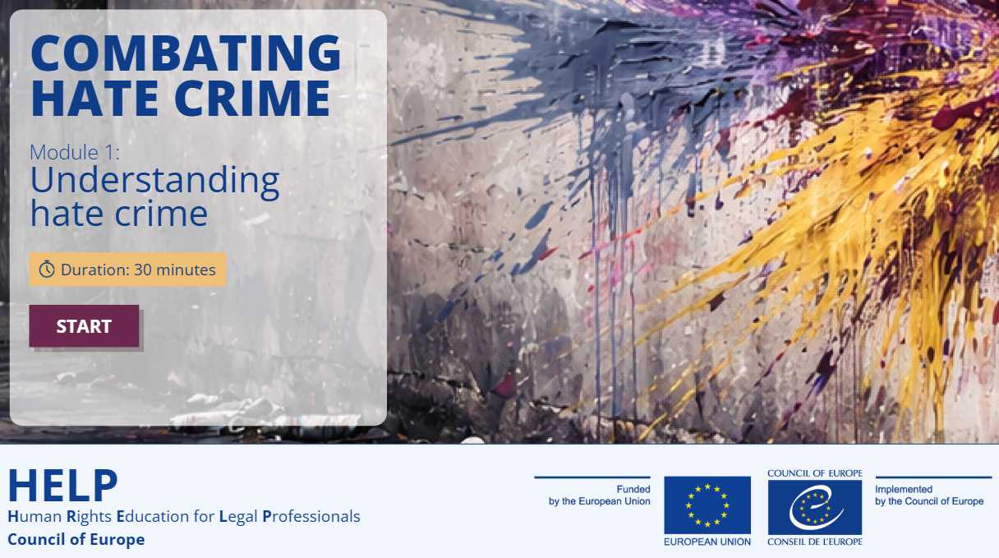 COMBATING
HATE CRIME
Module 1:
Understanding
hate crime
Duration: 30 minutes
START
HELP
Human Rights Education for Legal Professionals
Council of Europe
Funded
by the European Union
EUROPEAN UNION
COUNCIL OF EUROPE
CONSEIL DE L'EUROPE
Implemented
by the Council of Europe